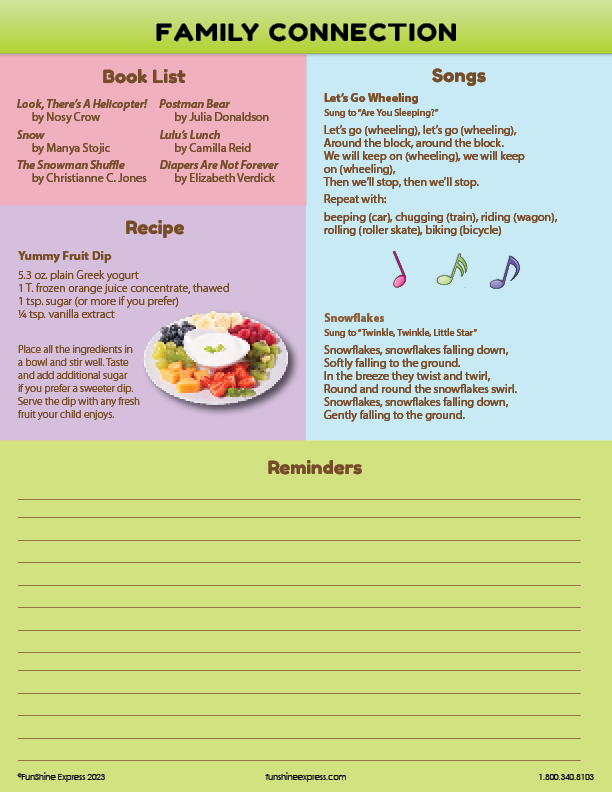 FAMILY CONNECTION
Book List
Look, There's A Helicopter!
by Nosy Crow
Snow
by Manya Stojic
The Snowman Shuffle
by Christianne C. Jones
Postman Bear
by Julia Donaldson
Lulu's Lunch
by Camilla Reid
Diapers Are Not Forever
by Elizabeth Verdick
Recipe
Yummy Fruit Dip
5.3 oz. plain Greek yogurt
1 T. frozen orange juice concentrate, thawed
1 tsp. sugar (or more if you prefer)
¼ tsp. vanilla extract
Place all the ingredients in
a bowl and stir well. Taste
and add additional sugar
if you prefer a sweeter dip.
Serve the dip with any fresh
fruit your child enjoys.
Songs
Let's Go Wheeling
Sung to "Are You Sleeping?"
Let's go (wheeling), let's go (wheeling),
Around the block, around the block.
We will keep on (wheeling), we will keep
on (wheeling),
Then we'll stop, then we'll stop.
Repeat with:
beeping (car), chugging (train), riding (wagon),
rolling (roller skate), biking (bicycle)
Snowflakes
Sung to "Twinkle, Twinkle, Little Star"
Snowflakes, snowflakes falling down,
Softly falling to the ground.
In the breeze they twist and twirl,
Round and round the snowflakes swirl.
Snowflakes, snowflakes falling down,
Gently falling to the ground.
Reminders
©FunShine Express 2023
funshineexpress.com
1.800.340.8103